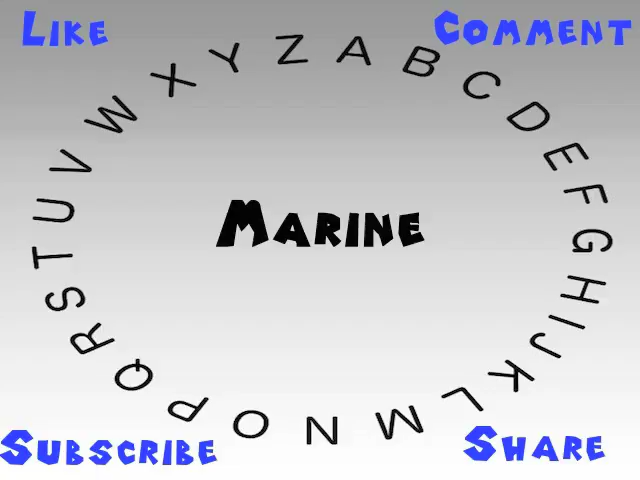 Like
Comment
A B C D E F G H I J K L M N O P Q R S T U V W X Y Z
Marine
Subscribe
Share